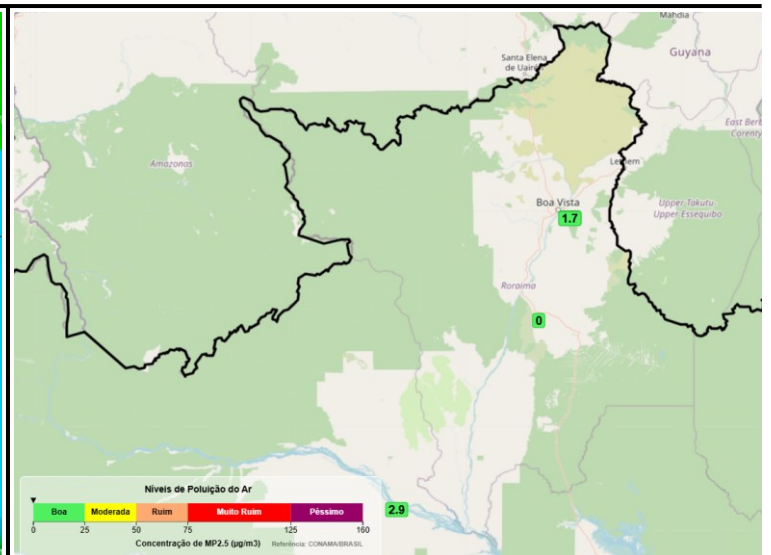 Mahdia
Guyana
Santa Elena
de Uairén
East Berb
Corenty
Amazonas
Lethem
Boa Vista
1.7
Upper Takutu
Upper Essequibo
Roraima
0
Níveis de Poluição do Ar
Boa Moderada Ruim Muito Ruim Péssimo
0 25 50 75 125 160
Concentração de MP2.5 (µg/m3) Referência: CONAMA/BRASIL
2.9